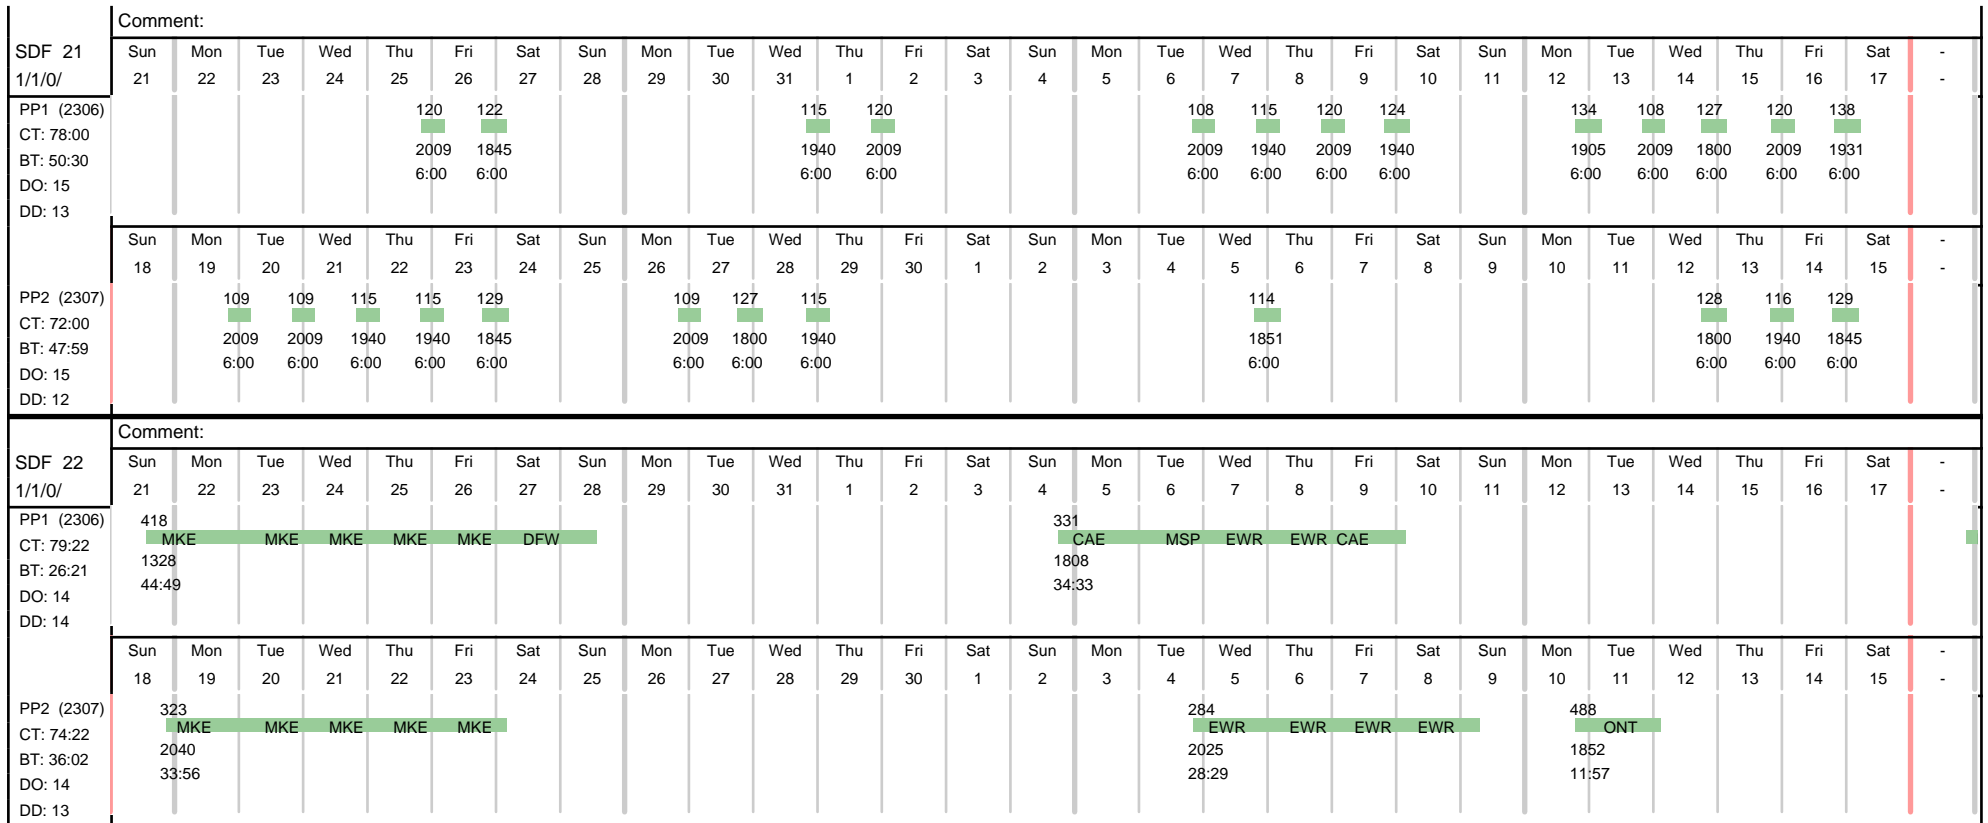 Comment:
SDF 21 Sun Mon Tue Wed Thu Fri Sat Sun Mon Tue Wed Thu Fri Sat Sun Mon Tue Wed Thu Fri Sat Sun Mon Tue Wed Thu Fri Sat -
1/1/0/ 21 22 23 24 25 26 27 28 29 30 31 1 2 3 4 5 6 7 8 9 10 11 12 13 14 15 16 17 -
PP1 (2306) 120 122 115 120 108 115 120 124 134 108 127 120 138
CT: 78:00
BT: 50:30 2009 1845 1940 2009 2009 1940 2009 1940 1905 2009 1800 2009 1931
6:00 6:00 6:00 6:00 6:00 6:00 6:00 6:00 6:00 6:00 6:00 6:00 6:00
DO: 15
DD: 13
Sun Mon Tue Wed Thu Fri Sat Sun Mon Tue Wed Thu Fri Sat Sun Mon Tue Wed Thu Fri Sat Sun Mon Tue Wed Thu Fri Sat -
18 19 20 21 22 23 24 25 26 27 28 29 30 1 2 3 4 5 6 7 8 9 10 11 12 13 14 15 -
PP2 (2307) 109 109 115 115 129 109 127 115 114 128 116 129
CT: 72:00
BT: 47:59 2009 2009 1940 1940 1845 2009 1800 1940 1851 1800 1940 1845
6:00 6:00 6:00 6:00 6:00 6:00 6:00 6:00 6:00 6:00 6:00 6:00
DO: 15
DD: 12
Comment:
SDF 22 Sun Mon Tue Wed Thu Fri Sat Sun Mon Tue Wed Thu Fri Sat Sun Mon Tue Wed Thu Fri Sat Sun Mon Tue Wed Thu Fri Sat -
1/1/0/ 21 22 23 24 25 26 27 28 29 30 31 1 2 3 4 5 6 7 8 9 10 11 12 13 14 15 16 17 -
PP1 (2306) 418 331
CT: 79:22 MKE MKE MKE MKE MKE DFW CAE MSP EWR EWR CAE
BT: 26:21 1328 1808
44:49 34:33
DO: 14
DD: 14
Sun Mon Tue Wed Thu Fri Sat Sun Mon Tue Wed Thu Fri Sat Sun Mon Tue Wed Thu Fri Sat Sun Mon Tue Wed Thu Fri Sat -
18 19 20 21 22 23 24 25 26 27 28 29 30 1 2 3 4 5 6 7 8 9 10 11 12 13 14 15 -
PP2 (2307) 323 284 488
CT: 74:22 MKE MKE MKE MKE MKE EWR EWR EWR EWR ONT
BT: 36:02 2040 2025 1852
33:56 28:29 11:57
DO: 14
DD: 13